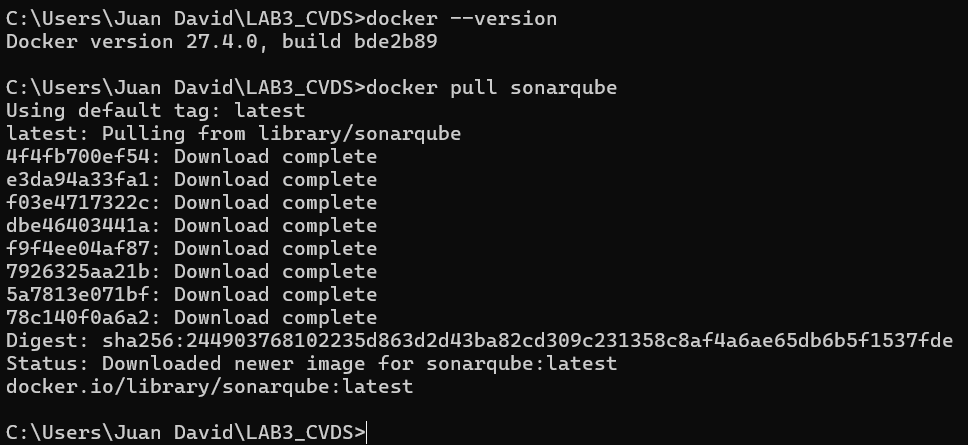 C:\Users\Juan David\LAB3_CVDS>docker --version
Docker version 27.4.0, build bde2b89
C:\Users\Juan David\LAB3_CVDS>docker pull sonarqube
Using default tag: latest
latest: Pulling from library/sonarqube
4f4fb700ef54: Download complete
e3da94a33fa1: Download complete
f03e4717322c: Download complete
dbe46403441a: Download complete
f9f4ee04af87: Download complete
7926325aa21b: Download complete
5a7813e071bf: Download complete
78c140f0a6a2: Download complete
Digest: sha256:244903768102235d863d2d43ba82cd309c231358c8af4a6ae65db6b5f1537fde
Status: Downloaded newer image for sonarqube:latest
docker.io/library/sonarqube:latest
C:\Users\Juan David\LAB3_CVDS>